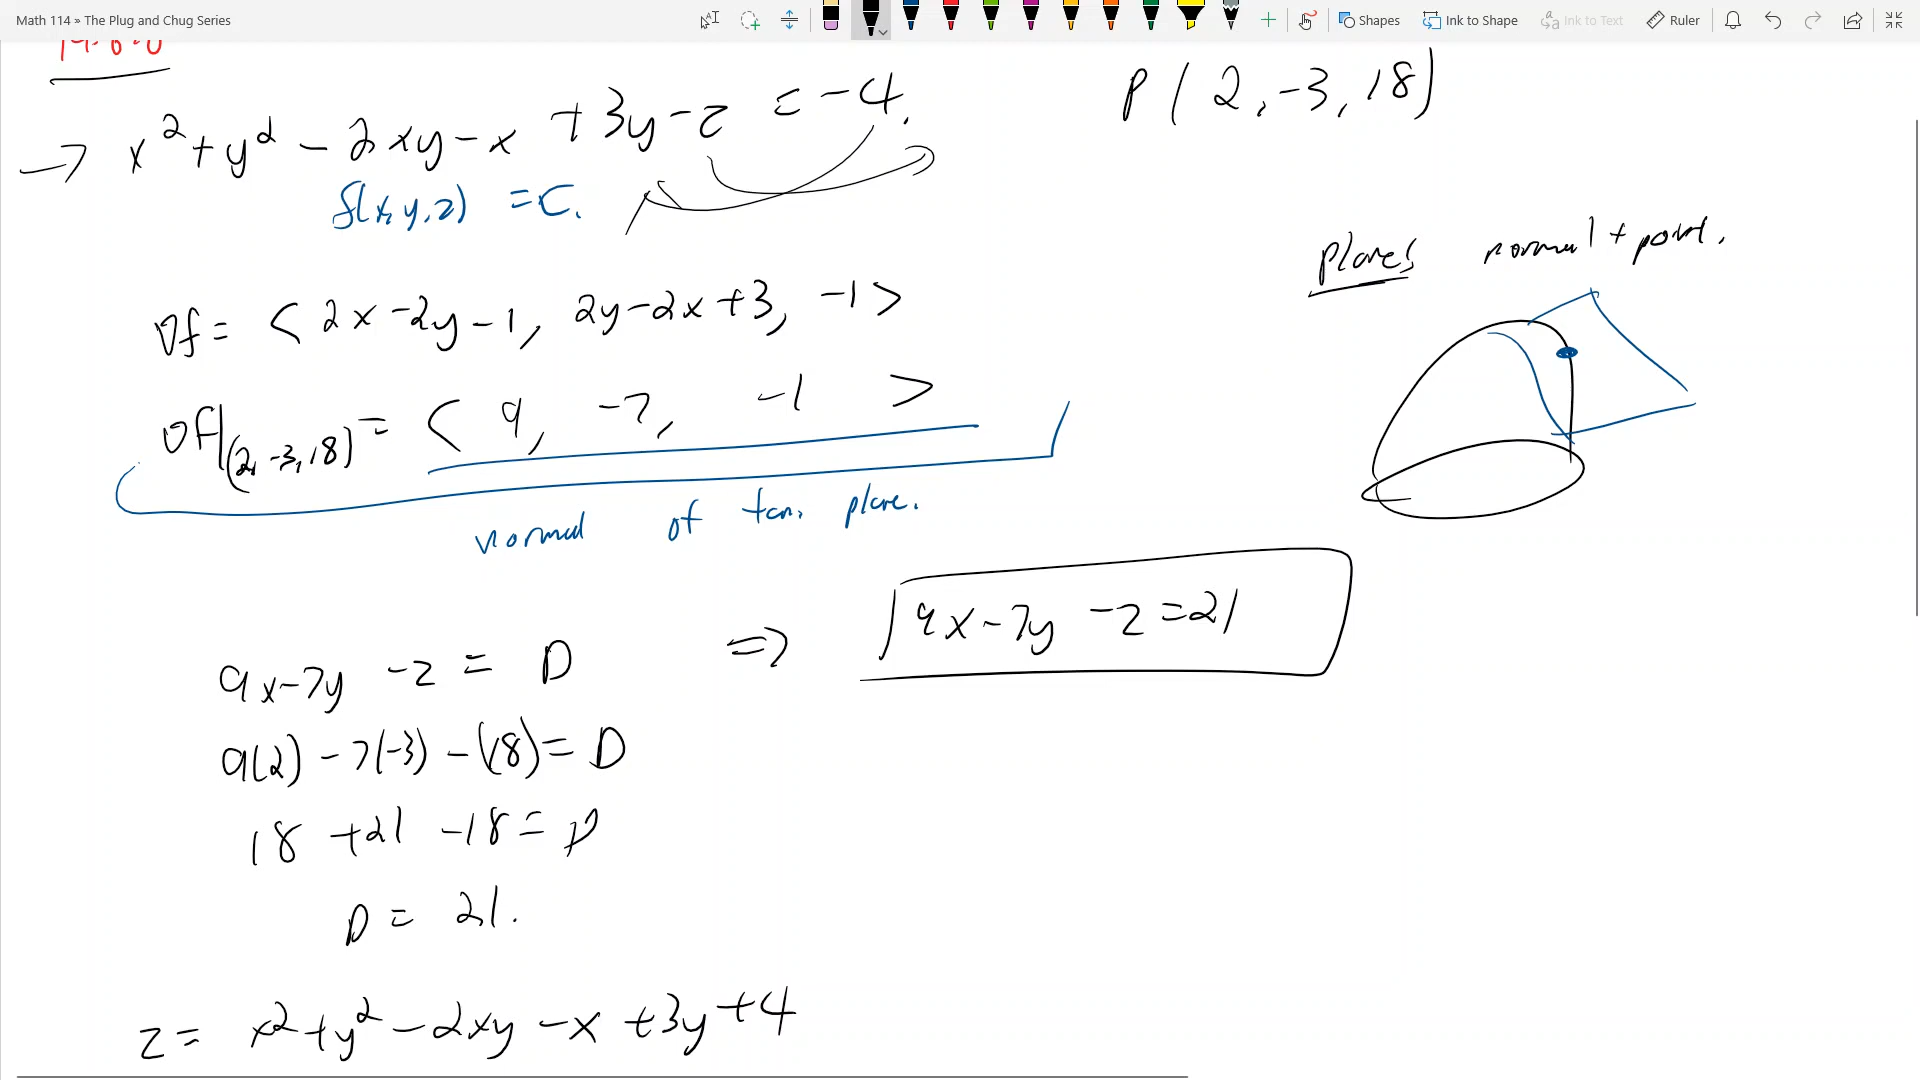 Math 114 » The Plug and Chug Series
Shapes
Ink to Shape
Ink to Text
Ruler
14.6.6
P(2,-3,18)
→ x²+y² - 2xy - x + 3y - z = -4.
f(x,y,z) = C.
Planes normal + point.
∇f = < 2x - 2y - 1, 2y - 2x + 3, -1 >
∇f|(2, -3, 18) = < 9, -7, -1 >
normal of tan. plane.
9x - 7y - z = D ⇒ 9x - 7y - z = 21
9(2) - 7(-3) - (18) = D
18 + 21 - 18 = D
D = 21.
z = x² + y² - 2xy - x + 3y + 4